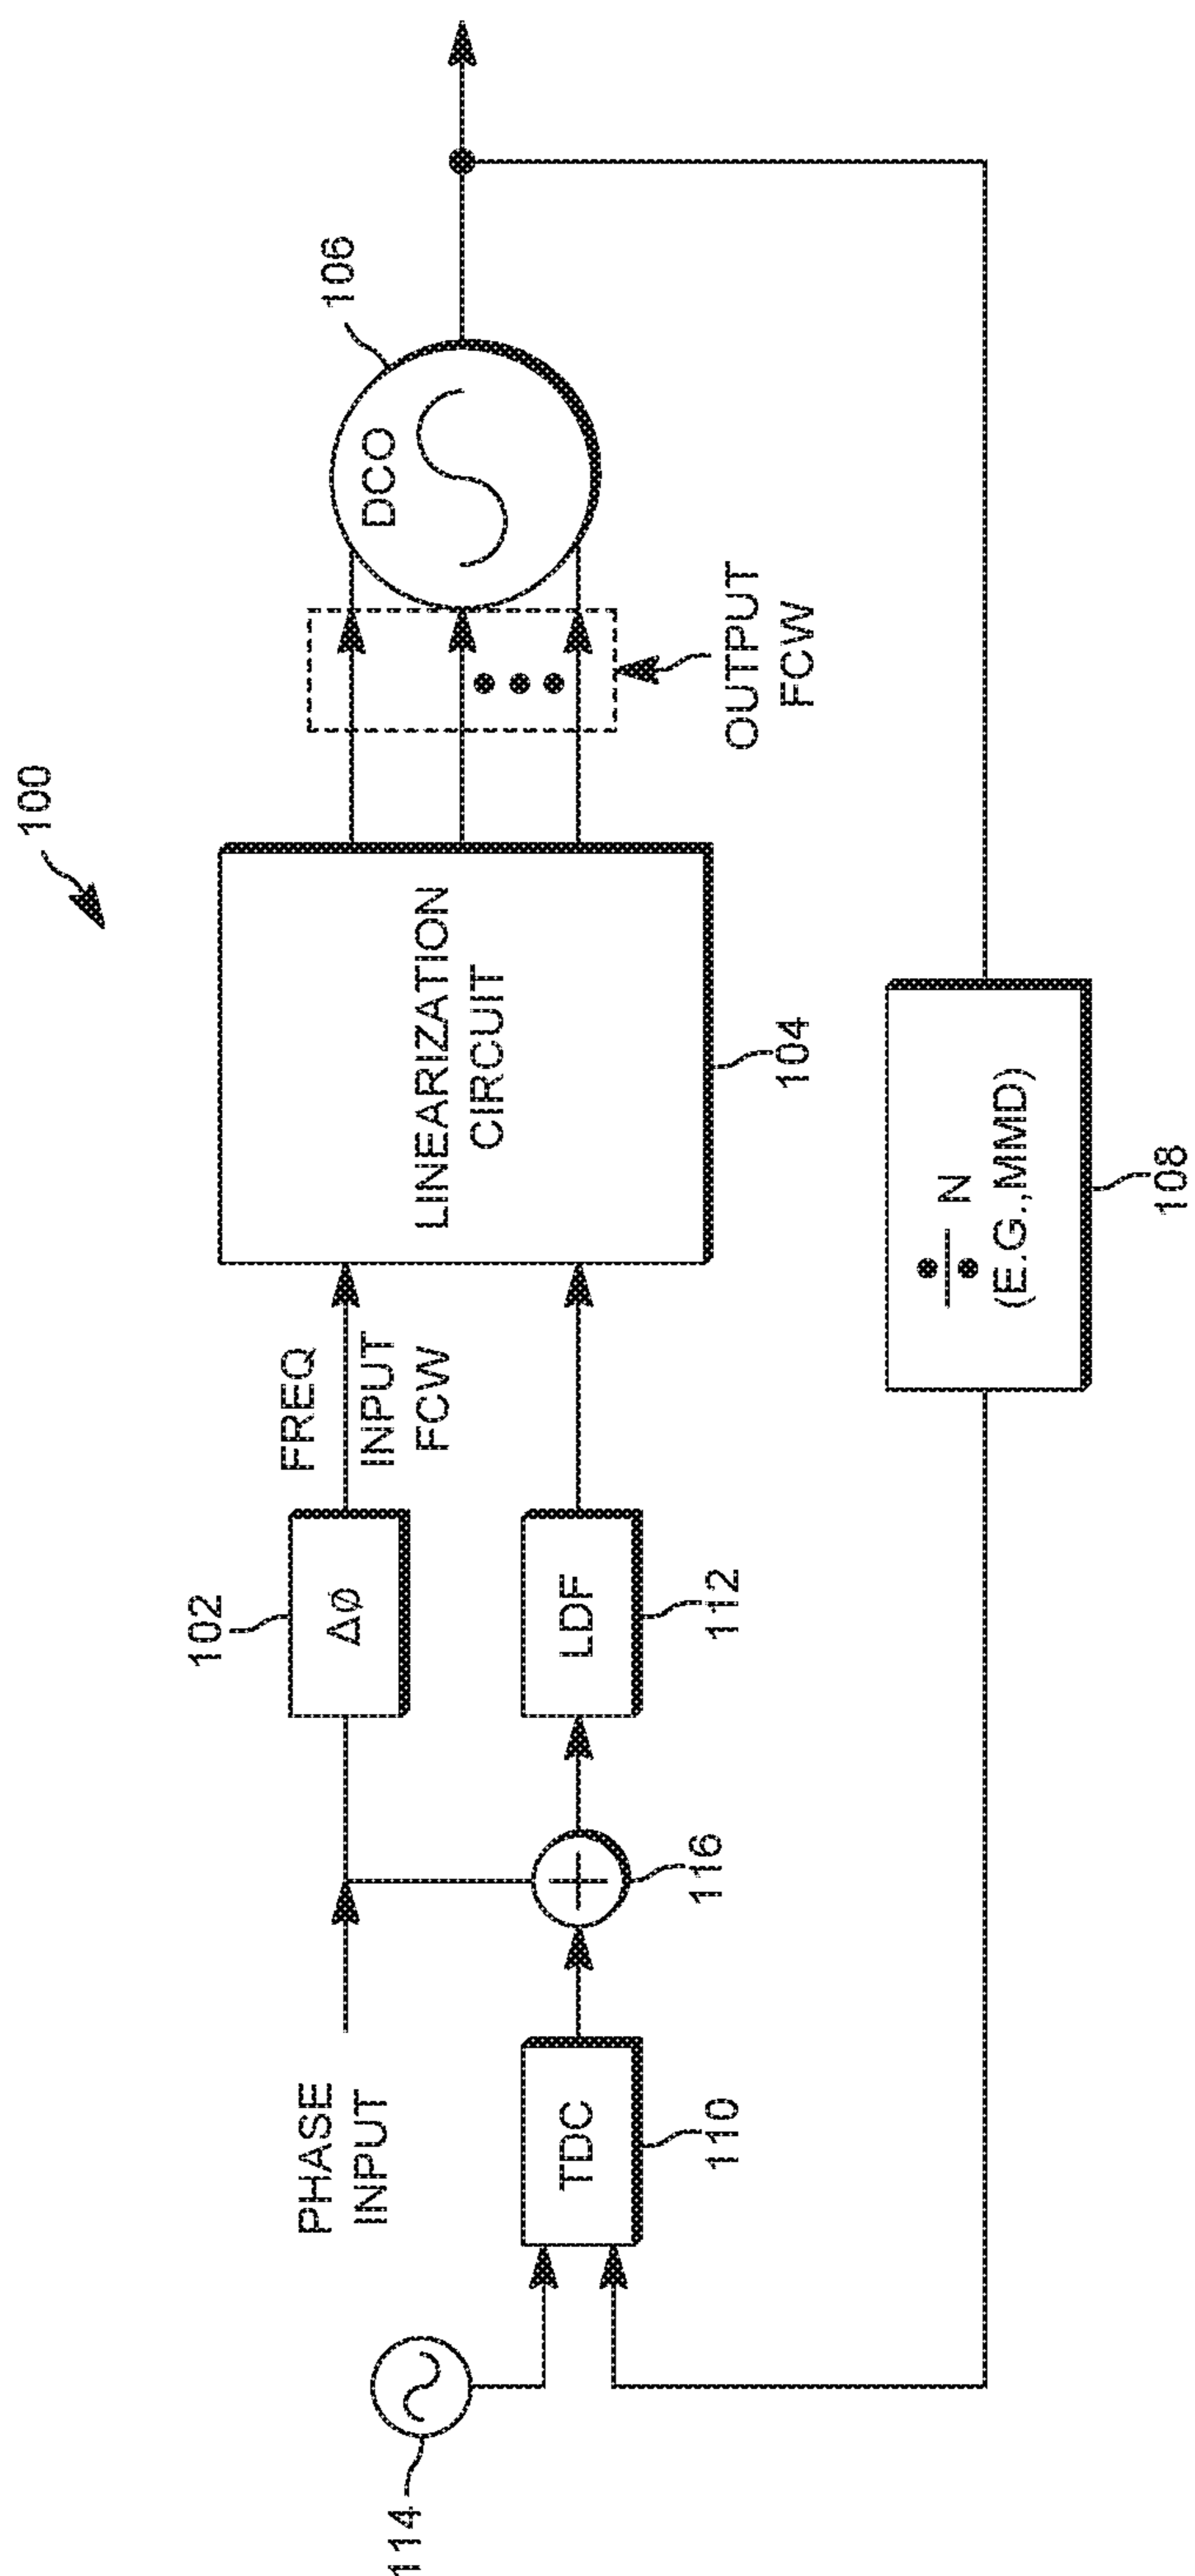 100
106
DCO
102
Δø
FREQ
INPUT
FCW
LINEARIZATION
CIRCUIT
104
OUTPUT
FCW
PHASE
INPUT
114
TDC
110
116
LDF
112
÷ N
(E.G.,MMD)
108